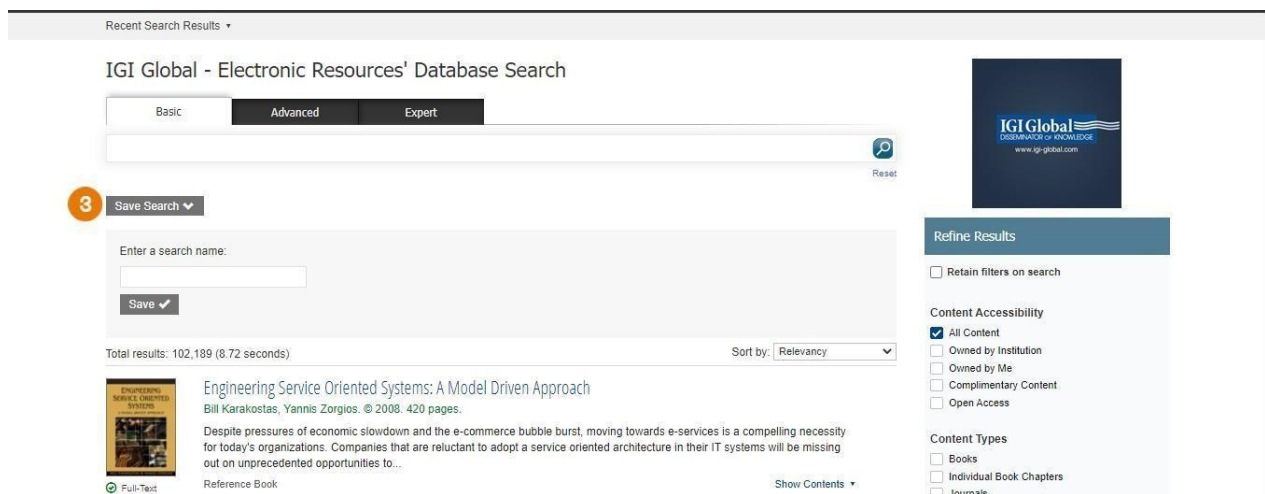 Recent Search Results ▾
IGI Global - Electronic Resources' Database Search
Basic
Advanced
Expert
Reset
3
Save Search
Enter a search name:
Save ✔
Total results: 102,189 (8.72 seconds)
Sort by: Relevancy
ENGINEERING
SERVICE ORIENTED
SYSTEMS
Full-Text
Engineering Service Oriented Systems: A Model Driven Approach
Bill Karakostas, Yannis Zorgios. © 2008. 420 pages.
Despite pressures of economic slowdown and the e-commerce bubble burst, moving towards e-services is a compelling necessity
for today's organizations. Companies that are reluctant to adopt a service oriented architecture in their IT systems will be missing
out on unprecedented opportunities to...
Reference Book
Show Contents ▾
IGI Global
DISSEMINATOR OF KNOWLEDGE
www.igi-global.com
Refine Results
Retain filters on search
Content Accessibility
All Content
Owned by Institution
Owned by Me
Complimentary Content
Open Access
Content Types
Books
Individual Book Chapters
Journals